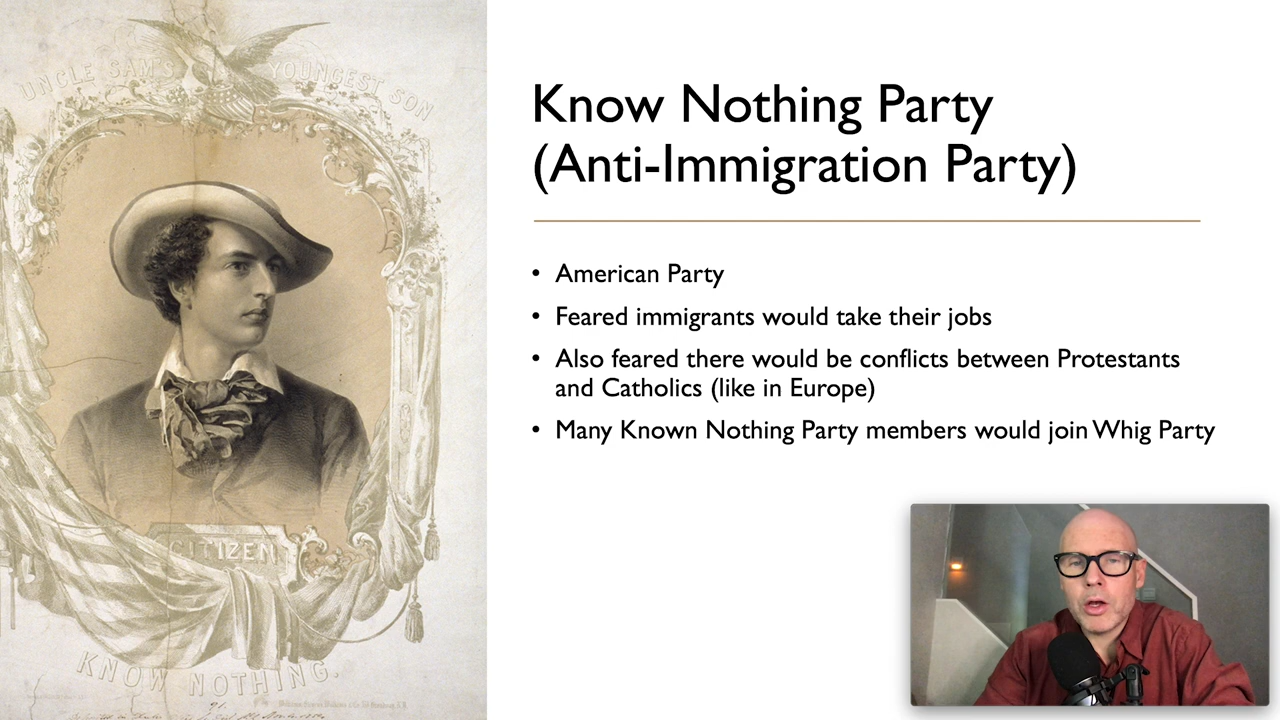 UNCLE SAM'S YOUNGEST SON
CITIZEN
KNOW NOTHING.
Know Nothing Party
(Anti-Immigration Party)
• American Party
• Feared immigrants would take their jobs
• Also feared there would be conflicts between Protestants
and Catholics (like in Europe)
• Many Known Nothing Party members would join Whig Party